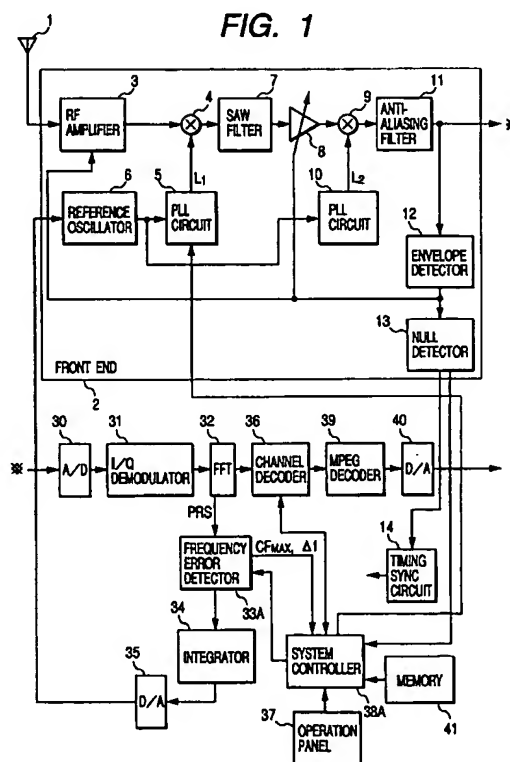 FIG. 1
1
3
RF
AMPLIFIER
4
7
SAW
FILTER
8
9
11
ANTI-
ALIASING
FILTER
※
6
REFERENCE
OSCILLATOR
5
PLL
CIRCUIT
L1
10
PLL
CIRCUIT
L2
12
ENVELOPE
DETECTOR
13
NULL
DETECTOR
FRONT END
2
※
30
A/D
31
I/Q
DEMODULATOR
32
FFT
36
CHANNEL
DECODER
39
MPEG
DECODER
40
D/A
PRS
FREQUENCY
ERROR
DETECTOR
33A
CFMAX, Δ1
14
TIMING
SYNC
CIRCUIT
34
INTEGRATOR
35
D/A
SYSTEM
CONTROLLER
38A
MEMORY
41
37
OPERATION
PANEL